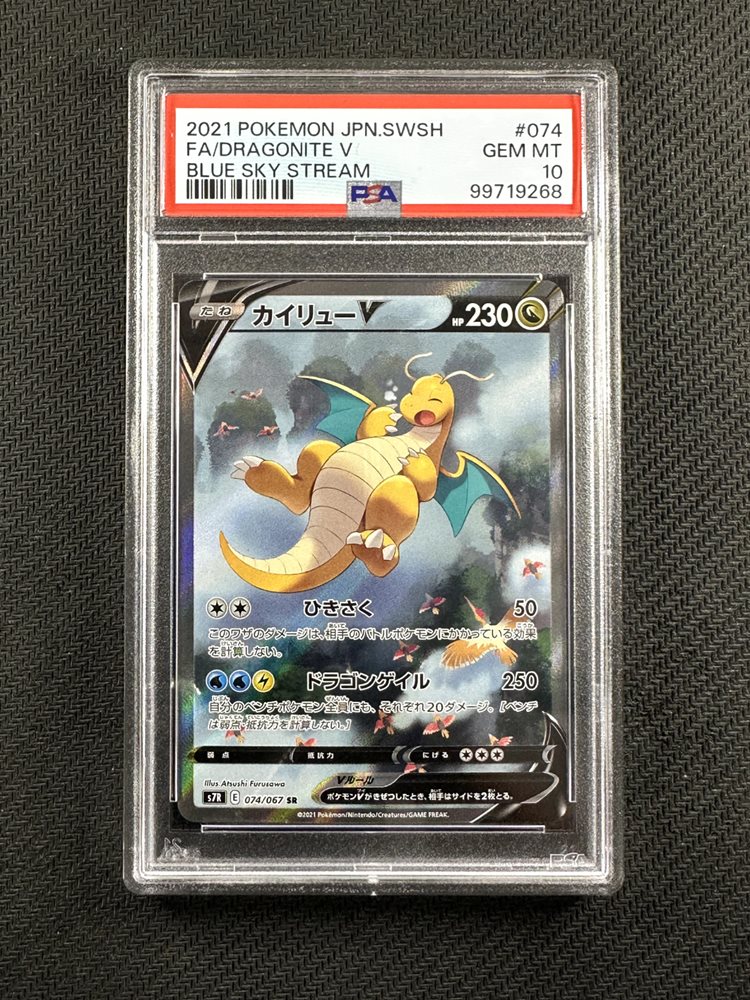 2021 POKEMON JPN.SWSH #074
FA/DRAGONITE V GEM MT
BLUE SKY STREAM 10
PSA 99719268
たね カイリューV HP230
ひきさく 50
このワザのダメージは、相手のバトルポケモンにかかっている効果
を計算しない。
ドラゴンゲイル 250
自分のベンチポケモン全員にも、それぞれ20ダメージ。[ベンチ
は弱点・抵抗力を計算しない。]
弱点 抵抗力 にげる
Vルール
ポケモンVがきぜつしたとき、相手はサイドを2枚とる。
Illus. Atsushi Furusawa
s7R E 074/067 SR
©2021 Pokémon/Nintendo/Creatures/GAME FREAK.